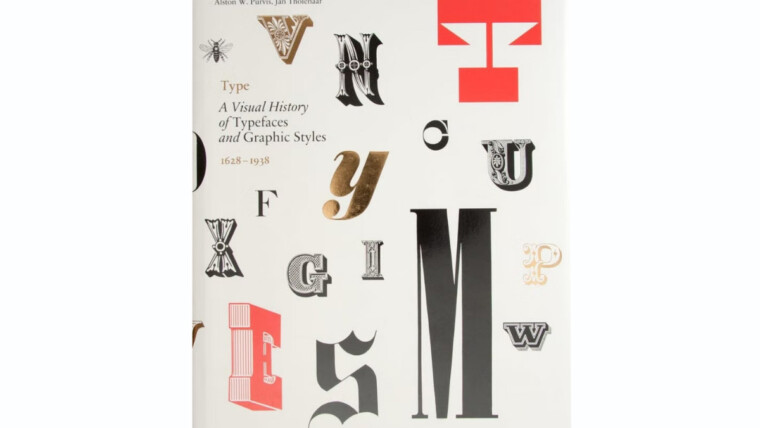 Alston W. Purvis, Jan Tholenaar
V
N
T
Type
A Visual History
of Typefaces
and Graphic Styles
1628–1938
C
U
y
F
X
G
I
M
P
E
S
W